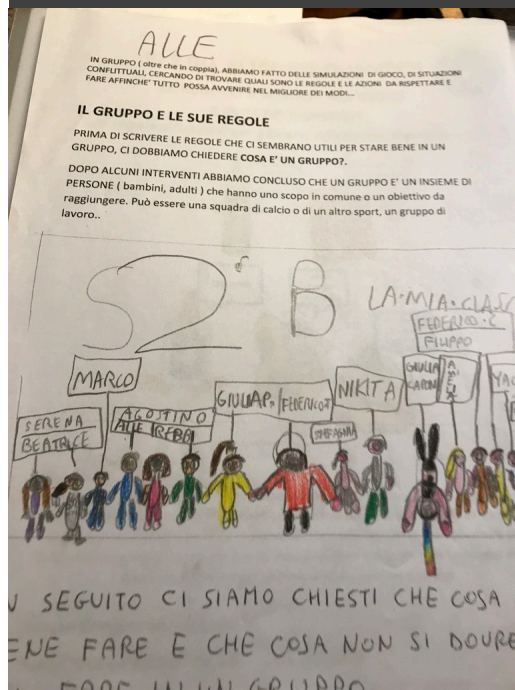 ALLE
IN GRUPPO ( oltre che in coppia), ABBIAMO FATTO DELLE SIMULAZIONI DI GIOCO, DI SITUAZIONI
CONFLITTUALI, CERCANDO DI TROVARE QUALI SONO LE REGOLE E LE AZIONI DA RISPETTARE E
FARE AFFINCHE' TUTTO POSSA AVVENIRE NEL MIGLIORE DEI MODI...
IL GRUPPO E LE SUE REGOLE
PRIMA DI SCRIVERE LE REGOLE CHE CI SEMBRANO UTILI PER STARE BENE IN UN
GRUPPO, CI DOBBIAMO CHIEDERE COSA E' UN GRUPPO?.
DOPO ALCUNI INTERVENTI ABBIAMO CONCLUSO CHE UN GRUPPO E' UN INSIEME DI
PERSONE ( bambini, adulti ) che hanno uno scopo in comune o un obiettivo da
raggiungere. Può essere una squadra di calcio o di un altro sport, un gruppo di
lavoro..
2° B LA·MIA·CLASS
FEDERICO·C
FILIPPO
MARCO
GIULIA
GIULIAP. FEDERICO NIKITA
SERENA
BEATRICE
AGOSTINO
ALLE
SEGUITO CI SIAMO CHIESTI CHE COSA
ENE FARE E CHE COSA NON SI DOVRE
FARE IN UN GRUPPO